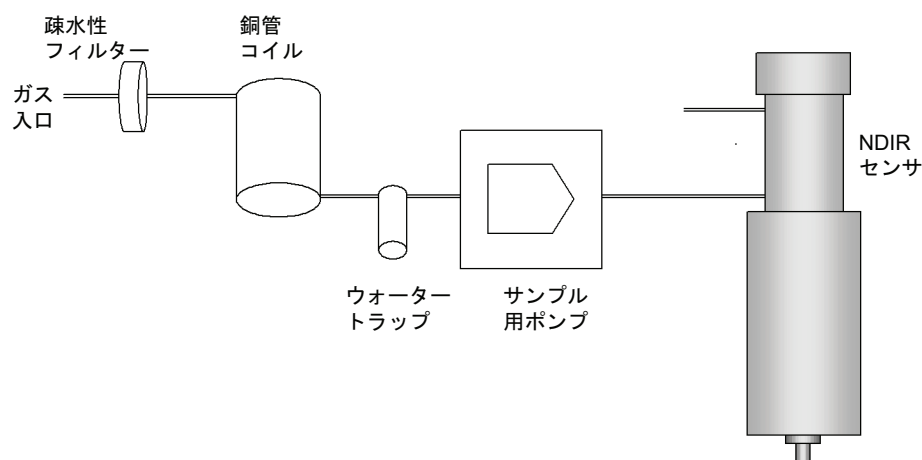 疎水性
フィルター
銅管
コイル
ガス
入口
NDIR
センサ
ウォーター
トラップ
サンプル
用ポンプ